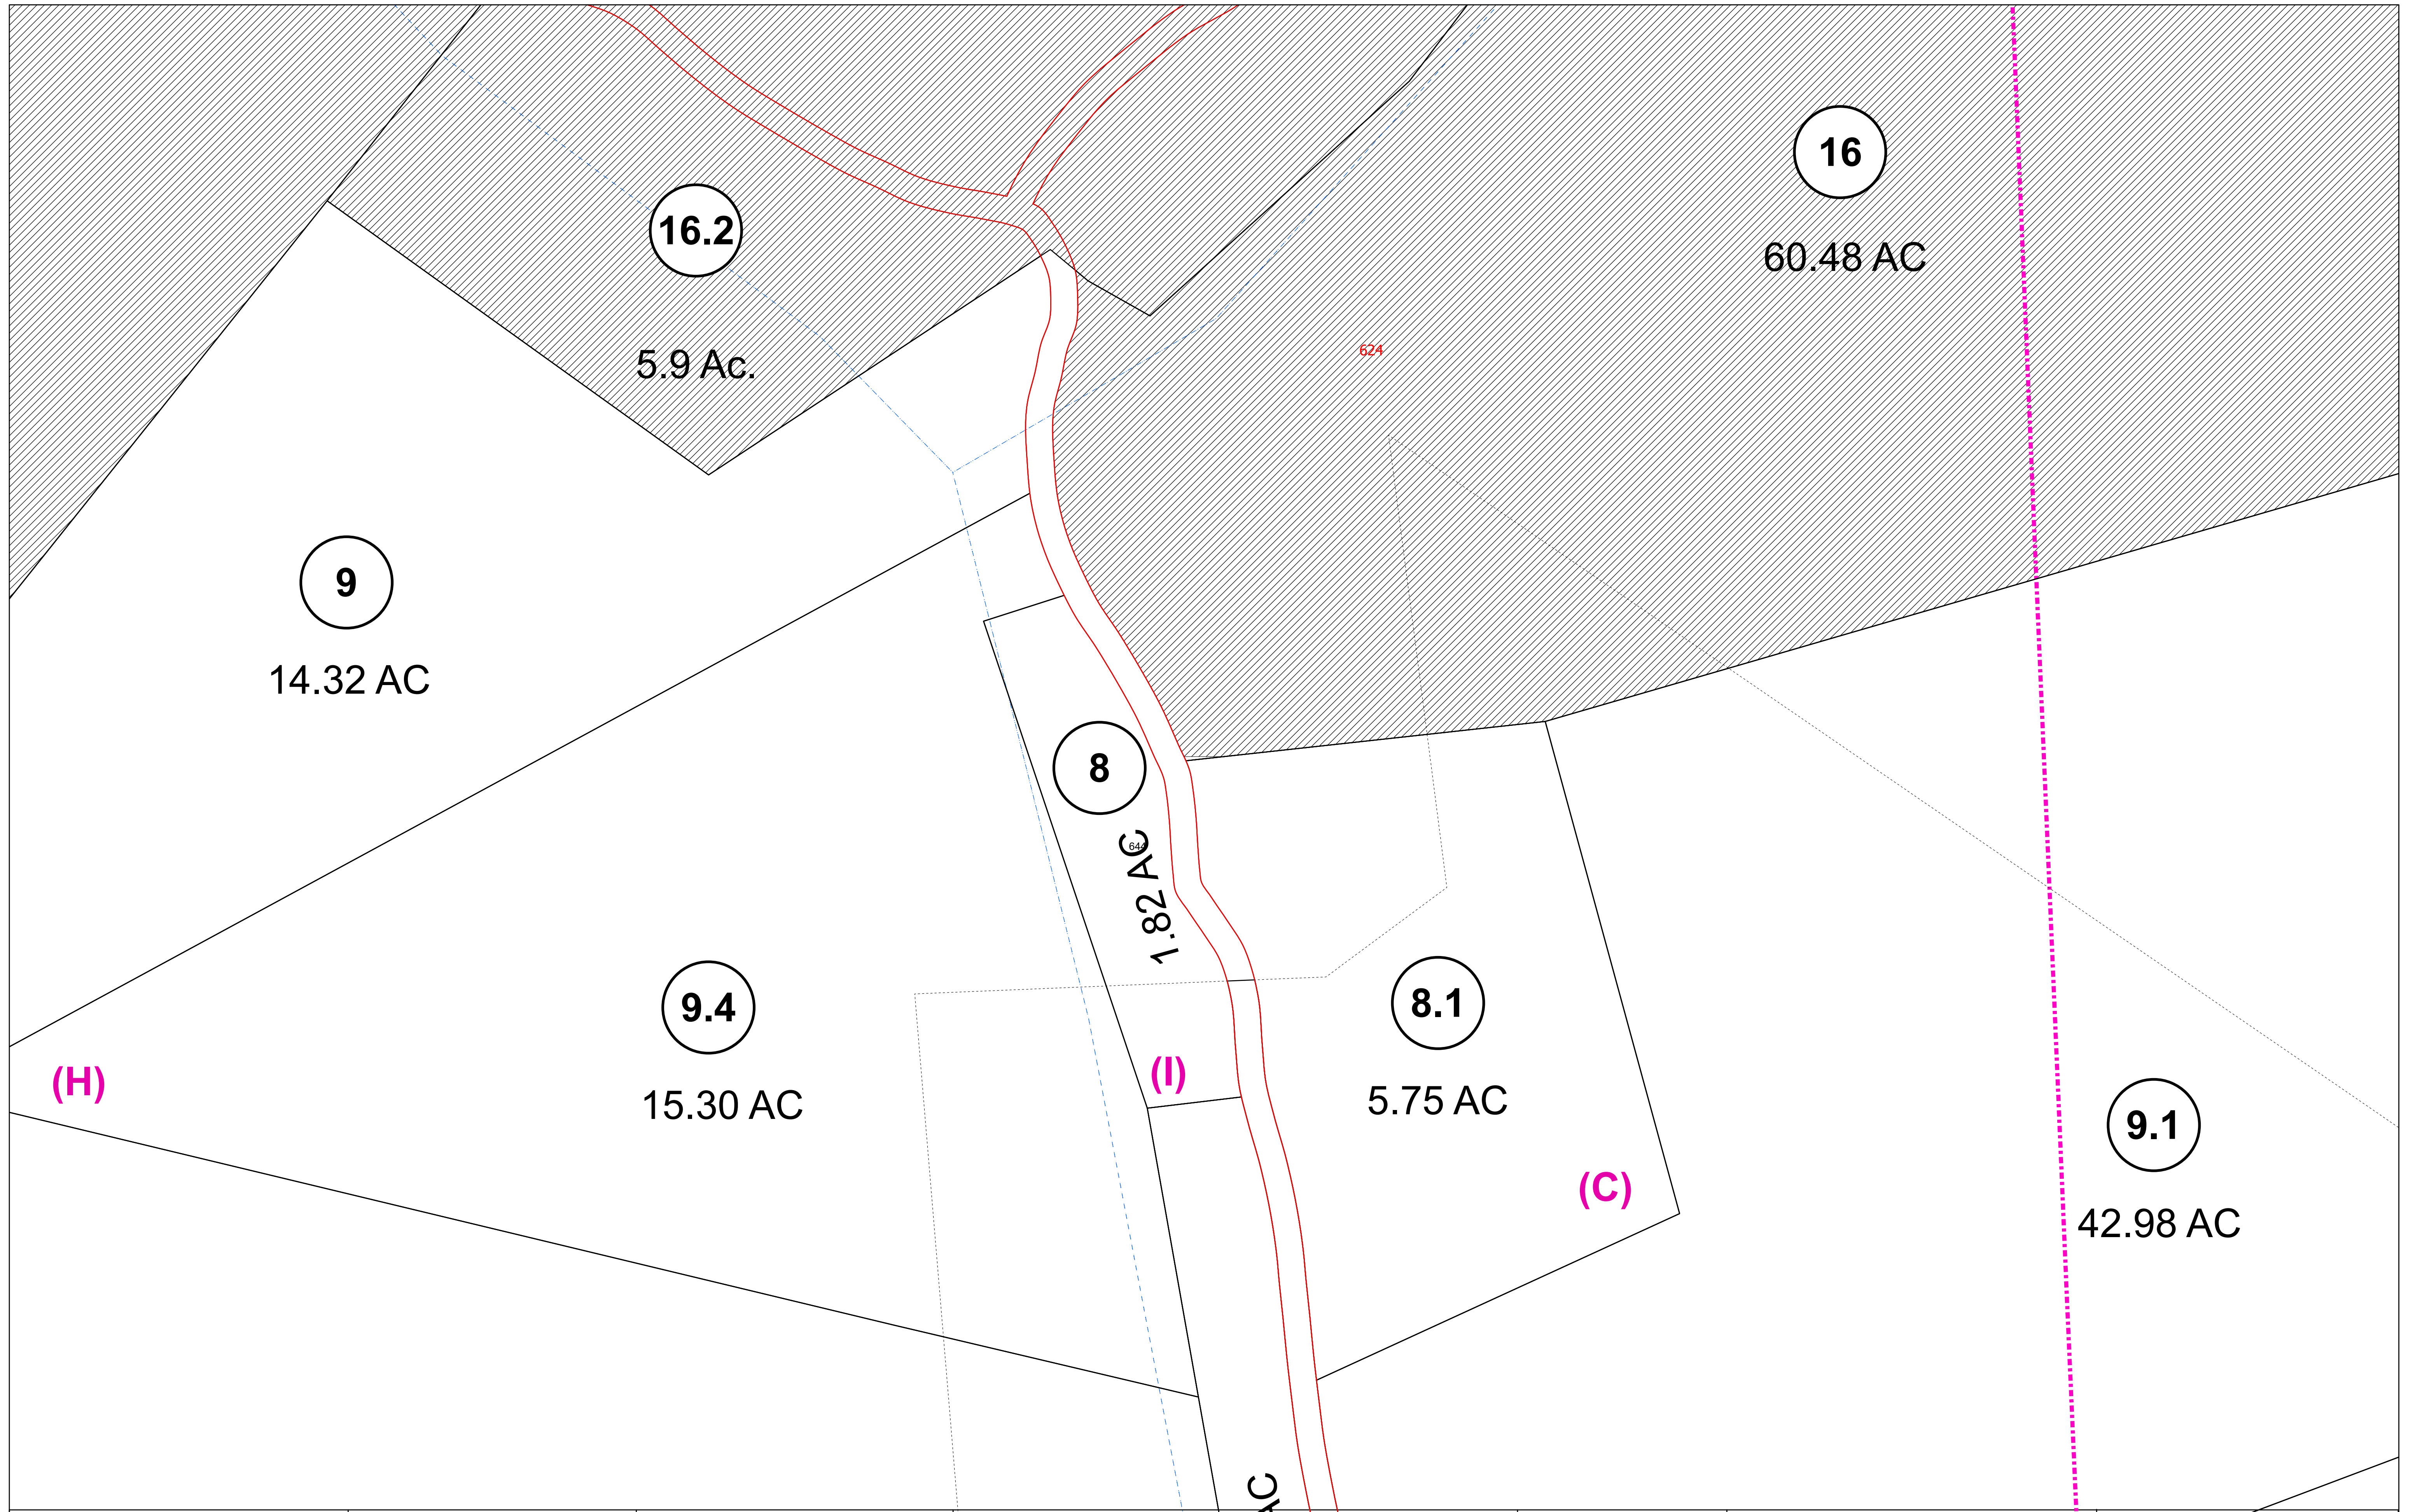 16
60.48 AC
16.2
5.9 Ac.
624
9
14.32 AC
8
644
1.82 AC
9.4
15.30 AC
(H)
(I)
8.1
5.75 AC
(C)
9.1
42.98 AC
AC